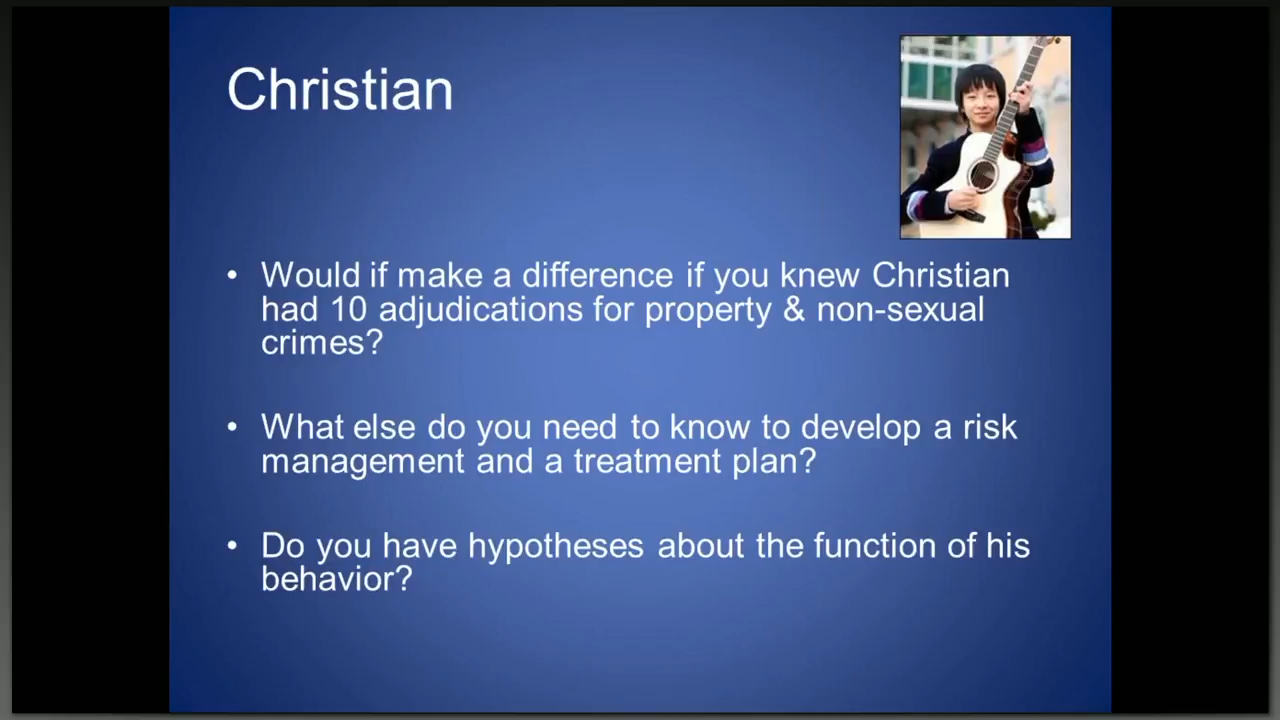 Christian
• Would if make a difference if you knew Christian
had 10 adjudications for property & non-sexual
crimes?
• What else do you need to know to develop a risk
management and a treatment plan?
• Do you have hypotheses about the function of his
behavior?